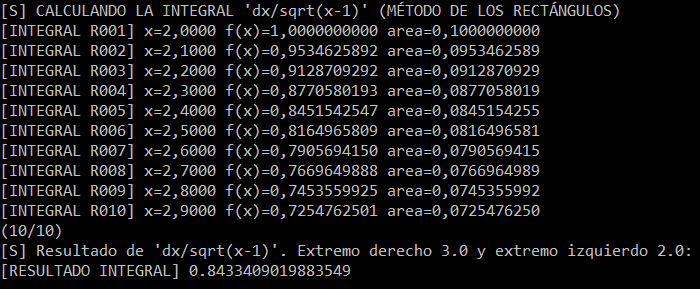 [S] CALCULANDO LA INTEGRAL 'dx/sqrt(x-1)' (MÉTODO DE LOS RECTÁNGULOS)
[INTEGRAL R001] x=2,0000 f(x)=1,0000000000 area=0,1000000000
[INTEGRAL R002] x=2,1000 f(x)=0,9534625892 area=0,0953462589
[INTEGRAL R003] x=2,2000 f(x)=0,9128709292 area=0,0912870929
[INTEGRAL R004] x=2,3000 f(x)=0,8770580193 area=0,0877058019
[INTEGRAL R005] x=2,4000 f(x)=0,8451542547 area=0,0845154255
[INTEGRAL R006] x=2,5000 f(x)=0,8164965809 area=0,0816496581
[INTEGRAL R007] x=2,6000 f(x)=0,7905694150 area=0,0790569415
[INTEGRAL R008] x=2,7000 f(x)=0,7669649888 area=0,0766964989
[INTEGRAL R009] x=2,8000 f(x)=0,7453559925 area=0,0745355992
[INTEGRAL R010] x=2,9000 f(x)=0,7254762501 area=0,0725476250
(10/10)
[S] Resultado de 'dx/sqrt(x-1)'. Extremo derecho 3.0 y extremo izquierdo 2.0:
[RESULTADO INTEGRAL] 0.8433409019883549